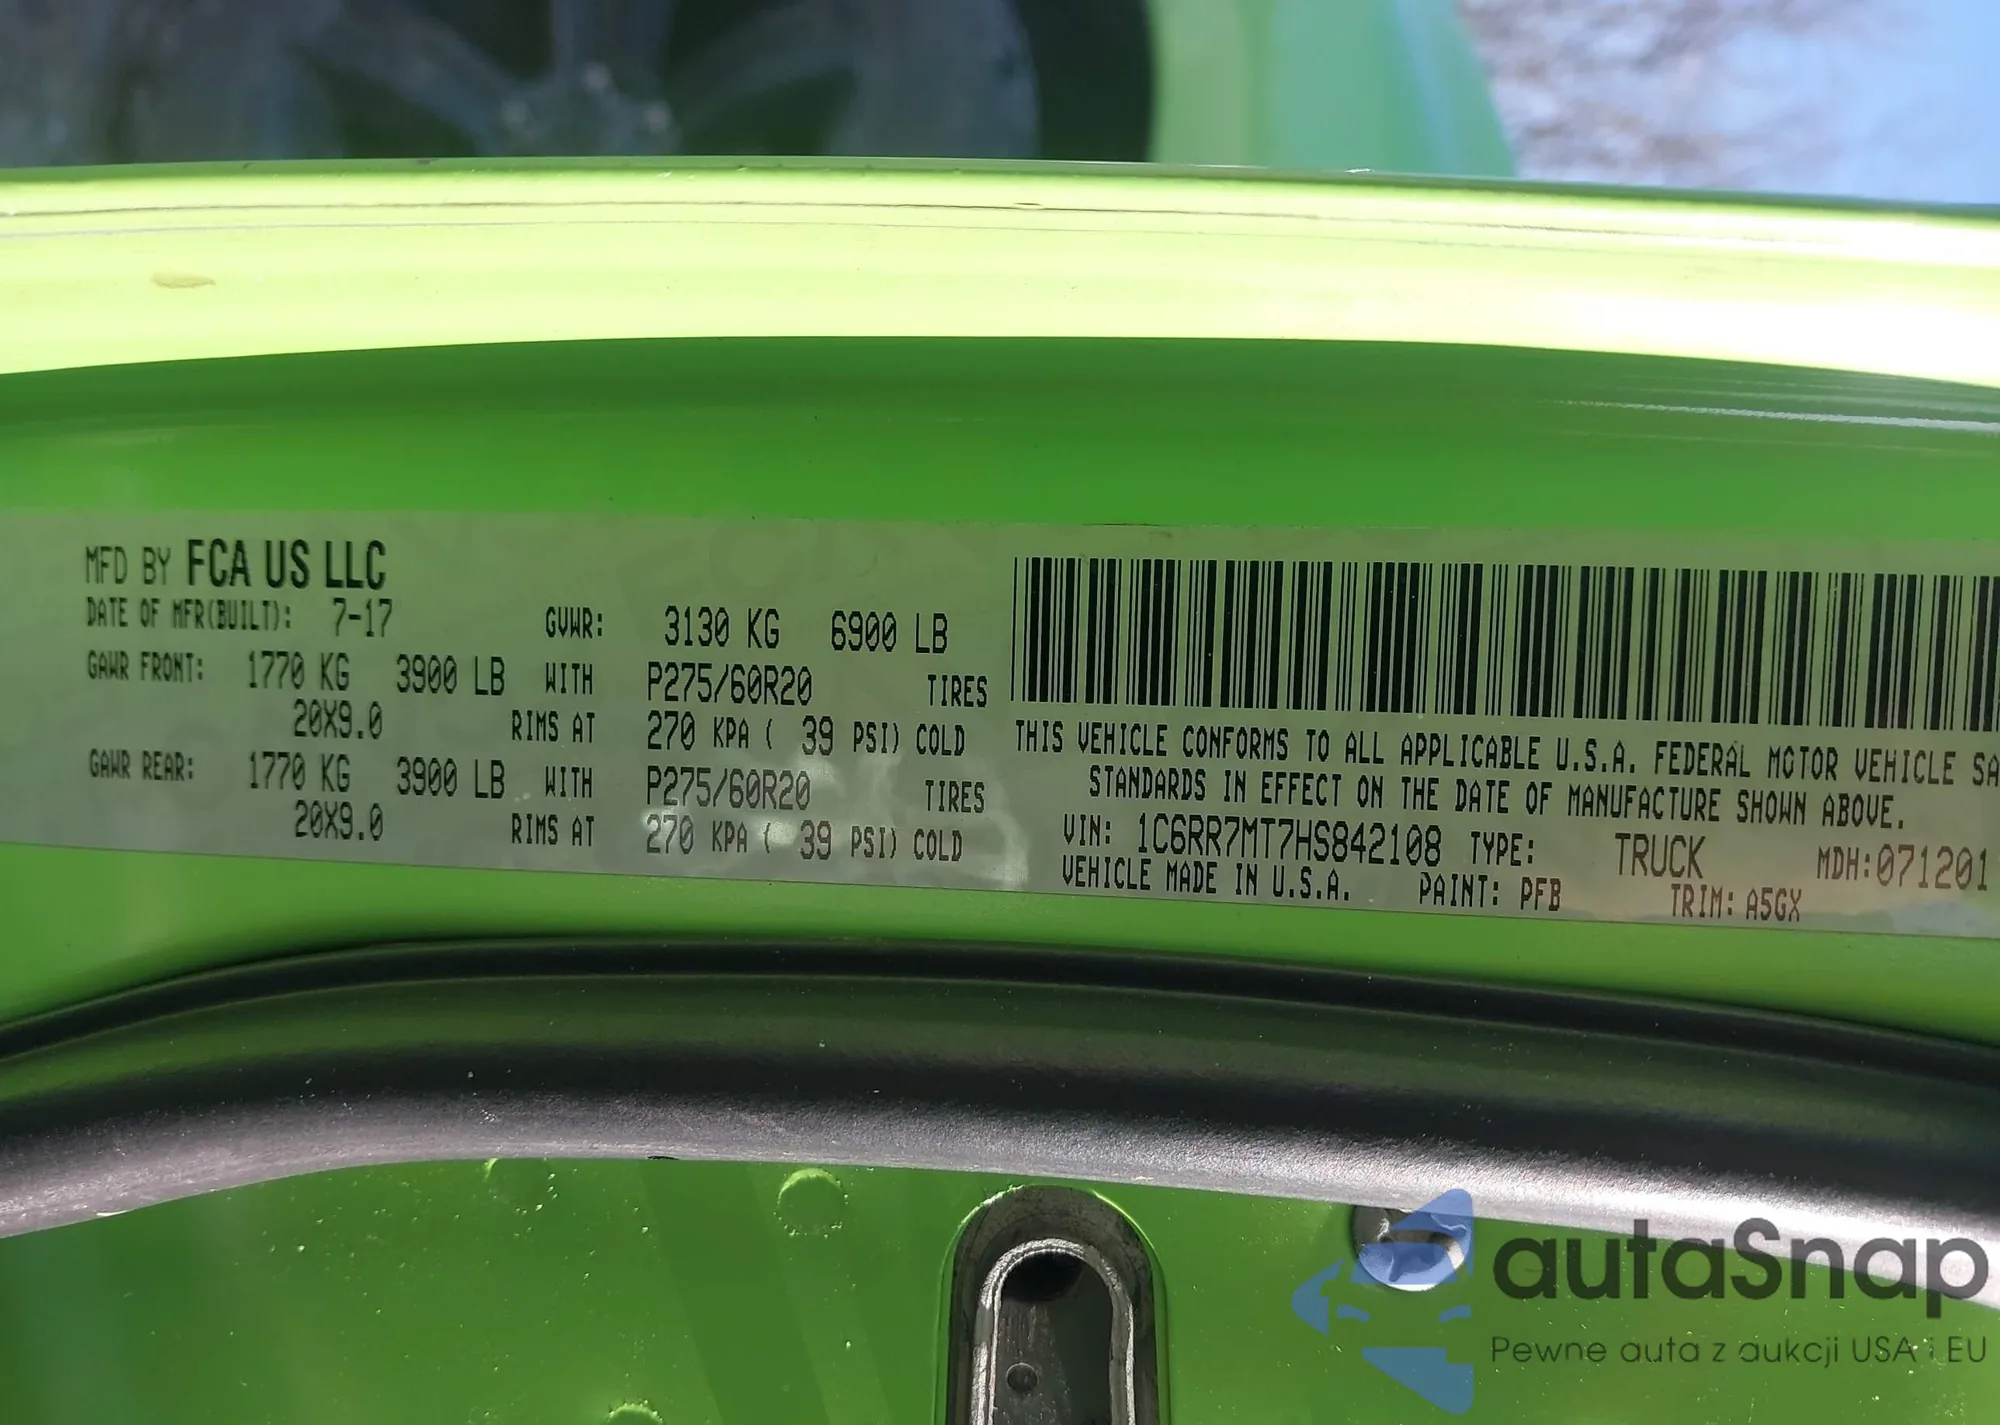 MFD BY FCA US LLC
DATE OF MFR(BUILT): 7-17 GVWR: 3130 KG 6900 LB
GAWR FRONT: 1770 KG 3900 LB WITH P275/60R20 TIRES
20X9.0 RIMS AT 270 KPA ( 39 PSI) COLD
GAWR REAR: 1770 KG 3900 LB WITH P275/60R20 TIRES
20X9.0 RIMS AT 270 KPA ( 39 PSI) COLD
THIS VEHICLE CONFORMS TO ALL APPLICABLE U.S.A. FEDERAL MOTOR VEHICLE SA
STANDARDS IN EFFECT ON THE DATE OF MANUFACTURE SHOWN ABOVE.
VIN: 1C6RR7MT7HS842108 TYPE: TRUCK MDH:071201
VEHICLE MADE IN U.S.A. PAINT: PFB TRIM: A5GX
autaSnap
Pewne auta z aukcji USA i EU